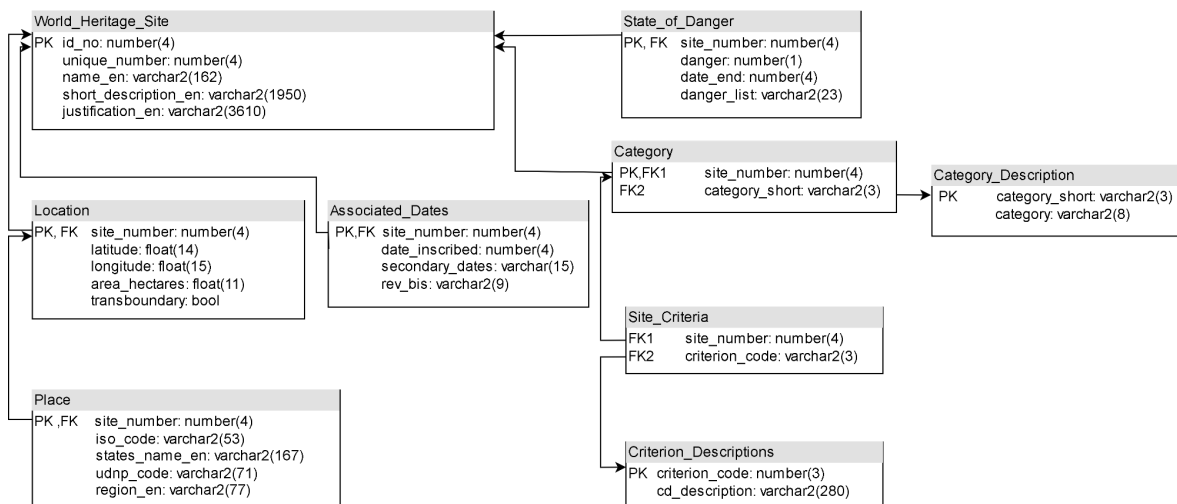 World_Heritage_Site
PK id_no: number(4)
unique_number: number(4)
name_en: varchar2(162)
short_description_en: varchar2(1950)
justification_en: varchar2(3610)
State_of_Danger
PK, FK site_number: number(4)
danger: number(1)
date_end: number(4)
danger_list: varchar2(23)
Category
PK,FK1 site_number: number(4)
FK2 category_short: varchar2(3)
Category_Description
PK category_short: varchar2(3)
category: varchar2(8)
Location
PK, FK site_number: number(4)
latitude: float(14)
longitude: float(15)
area_hectares: float(11)
transboundary: bool
Associated_Dates
PK,FK site_number: number(4)
date_inscribed: number(4)
secondary_dates: varchar(15)
rev_bis: varchar2(9)
Site_Criteria
FK1 site_number: number(4)
FK2 criterion_code: varchar2(3)
Place
PK ,FK site_number: number(4)
iso_code: varchar2(53)
states_name_en: varchar2(167)
udnp_code: varchar2(71)
region_en: varchar2(77)
Criterion_Descriptions
PK criterion_code: number(3)
cd_description: varchar2(280)